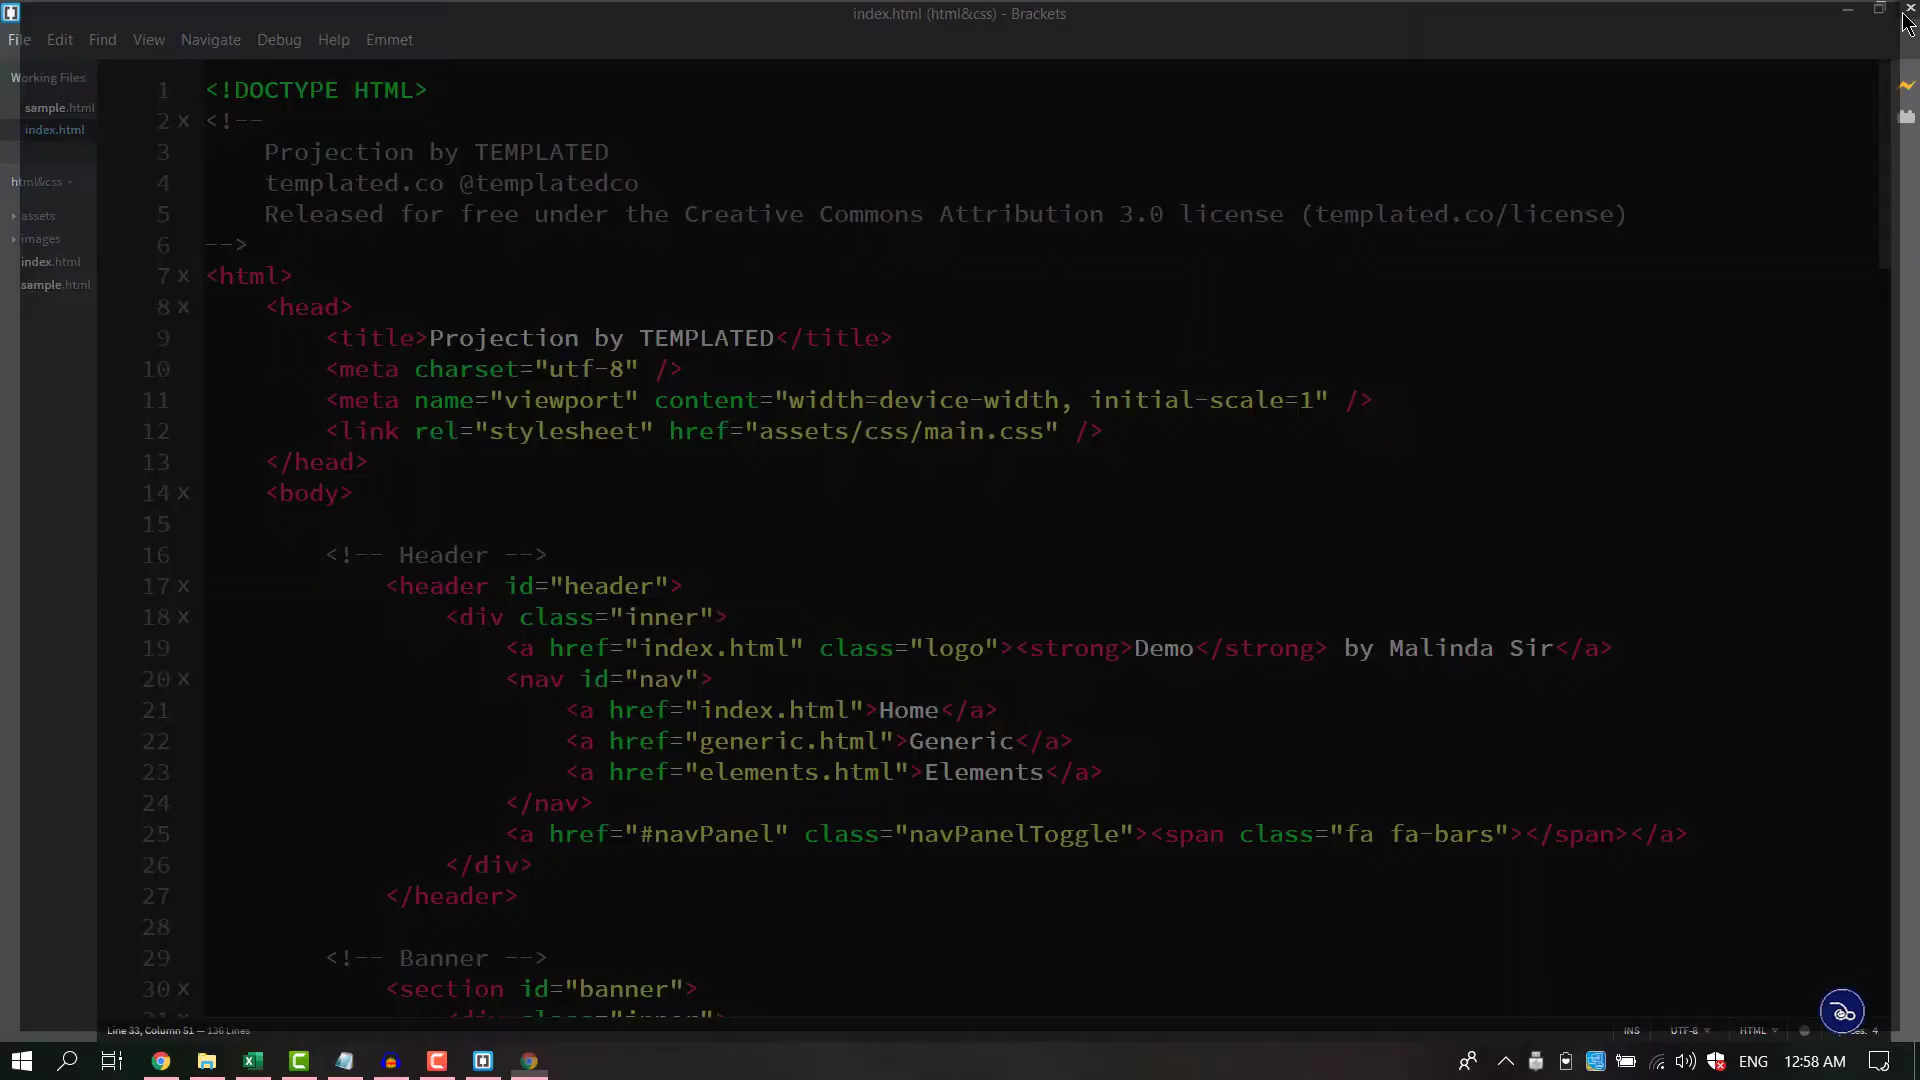 index.html (html&css) - Brackets
File Edit Find View Navigate Debug Help Emmet
Working Files
sample.html
index.html
html&css
assets
images
index.html
sample.html
1 <!DOCTYPE HTML>
2 x <!--
3 Projection by TEMPLATED
4 templated.co @templatedco
5 Released for free under the Creative Commons Attribution 3.0 license (templated.co/license)
6 -->
7 x <html>
8 x <head>
9 <title>Projection by TEMPLATED</title>
10 <meta charset="utf-8" />
11 <meta name="viewport" content="width=device-width, initial-scale=1" />
12 <link rel="stylesheet" href="assets/css/main.css" />
13 </head>
14 x <body>
15
16 <!-- Header -->
17 x <header id="header">
18 x <div class="inner">
19 <a href="index.html" class="logo"><strong>Demo</strong> by Malinda Sir</a>
20 x <nav id="nav">
21 <a href="index.html">Home</a>
22 <a href="generic.html">Generic</a>
23 <a href="elements.html">Elements</a>
24 </nav>
25 <a href="#navPanel" class="navPanelToggle"><span class="fa fa-bars"></span></a>
26 </div>
27 </header>
28
29 <!-- Banner -->
30 x <section id="banner">
31 x <div class="inner">
Line 33, Column 51 — 136 Lines
INS UTF-8 HTML 4
ENG 12:58 AM